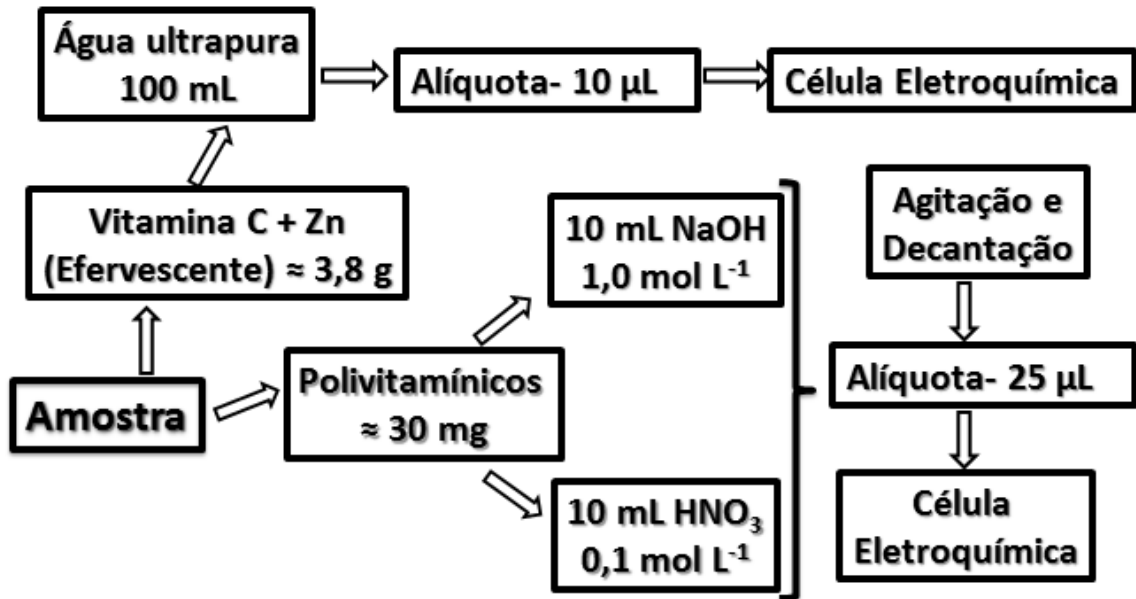 Água ultrapura
100 mL
Alíquota- 10 µL
Célula Eletroquímica
Vitamina C + Zn
(Efervescente) ≈ 3,8 g
Amostra
Polivitamínicos
≈ 30 mg
10 mL NaOH
1,0 mol L⁻¹
10 mL HNO₃
0,1 mol L⁻¹
Agitação e
Decantação
Alíquota- 25 µL
Célula
Eletroquímica